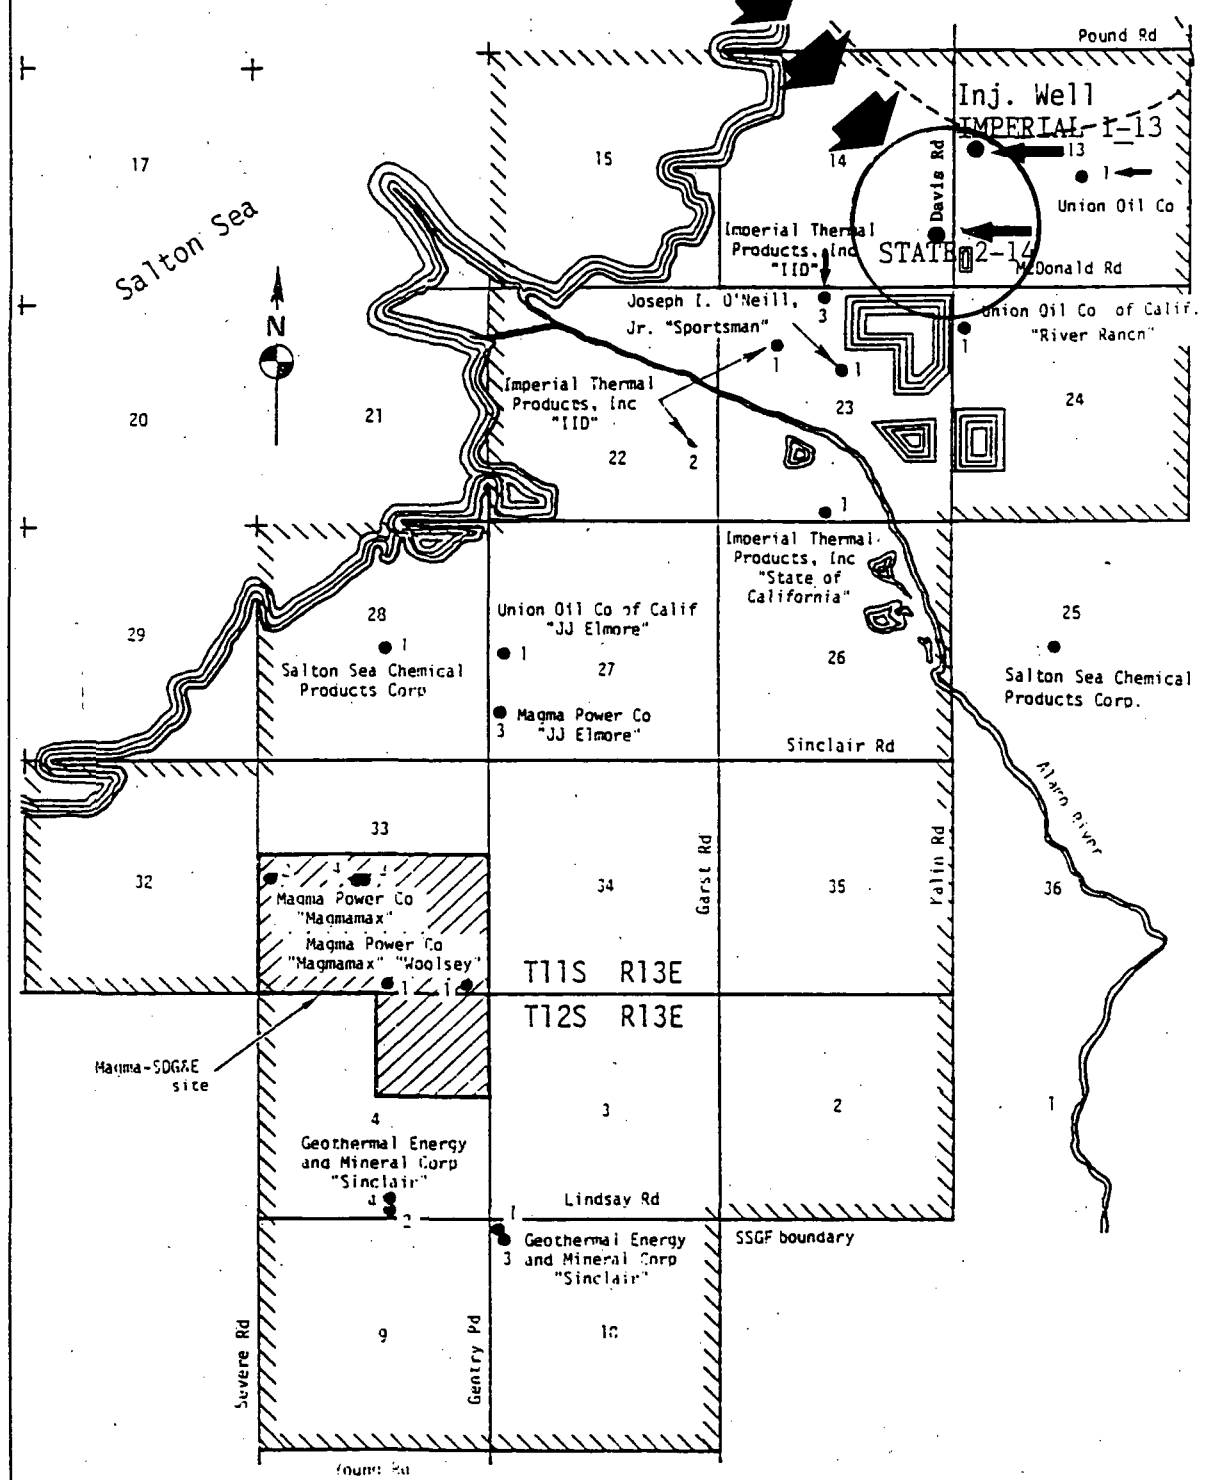 Pound Rd
Inj. Well
IMPERIAL 1-13
17
15
14
13
1
Davis Rd
Union Oil Co
Salton Sea
Imperial Thermal
Products, Inc
"IID"
STATE 2-14
McDonald Rd
N
Joseph I. O'Neill,
Jr. "Sportsman"
3
Union Oil Co of Calif.
"River Ranch"
1
1
1
Imperial Thermal
Products, Inc
"IID"
20
21
22
2
23
24
1
Imperial Thermal
Products, Inc
"State of
California"
29
28
1
Salton Sea Chemical
Products Corp
Union Oil Co of Calif
"JJ Elmore"
1
27
26
25
Salton Sea Chemical
Products Corp.
Magma Power Co
3 "JJ Elmore"
Sinclair Rd
Alamo River
33
32
4
Magma Power Co
"Magmamax"
34
Garst Rd
35
36
Magma Power Co
"Magmamax" "Woolsey"
1 1
T11S R13E
T12S R13E
Magma-SDG&E
site
4
3
2
1
Geothermal Energy
and Mineral Corp
"Sinclair"
4
2
Lindsay Rd
1
SSGF boundary
Geothermal Energy
3 and Mineral Corp
"Sinclair"
9
10
Severe Rd
Gentry Rd
Young Rd